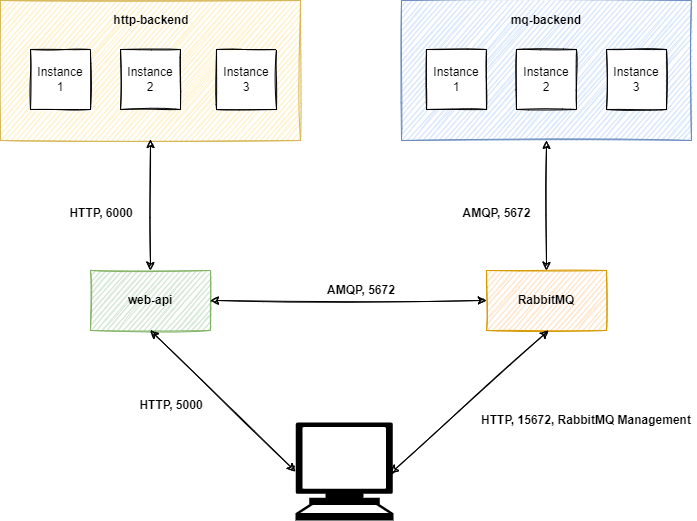 http-backend
mq-backend
Instance
1
Instance
2
Instance
3
Instance
1
Instance
2
Instance
3
HTTP, 6000
AMQP, 5672
AMQP, 5672
web-api
RabbitMQ
HTTP, 5000
HTTP, 15672, RabbitMQ Management